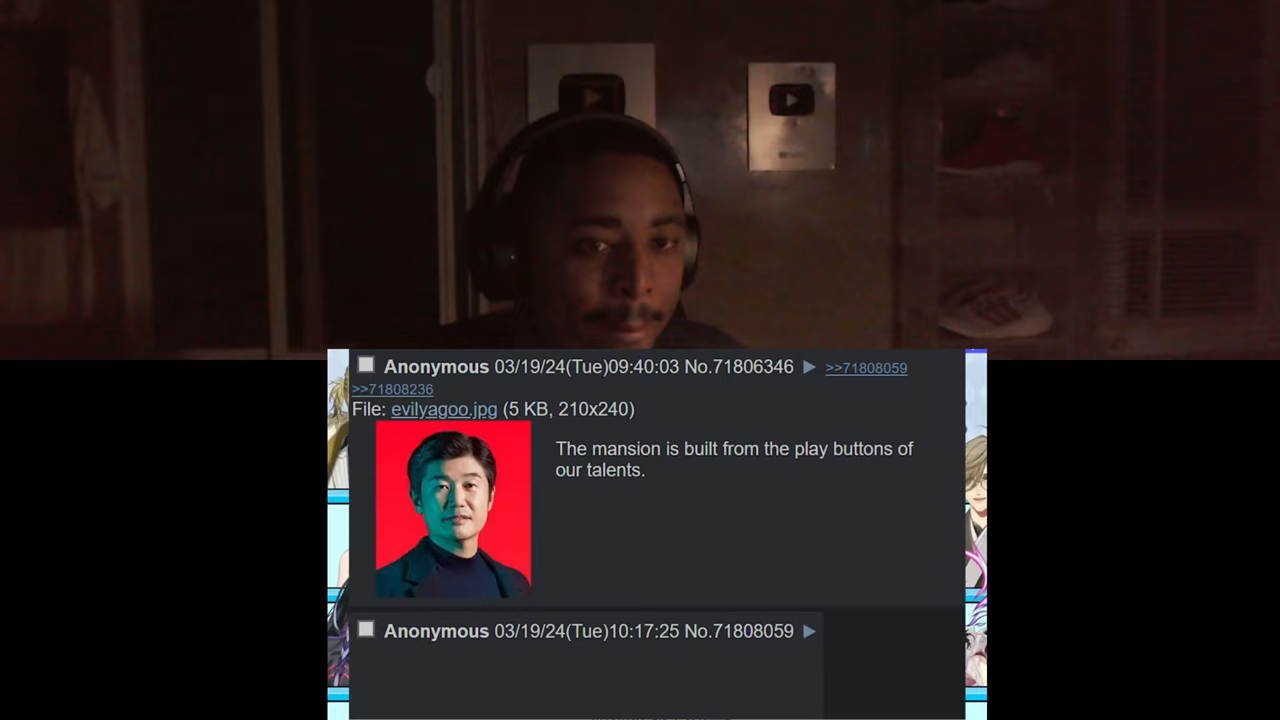 Anonymous 03/19/24(Tue)09:40:03 No.71806346 ▶ >>71808059
>>71808236
File: evilyagoo.jpg (5 KB, 210x240)
The mansion is built from the play buttons of
our talents.
Anonymous 03/19/24(Tue)10:17:25 No.71808059 ▶